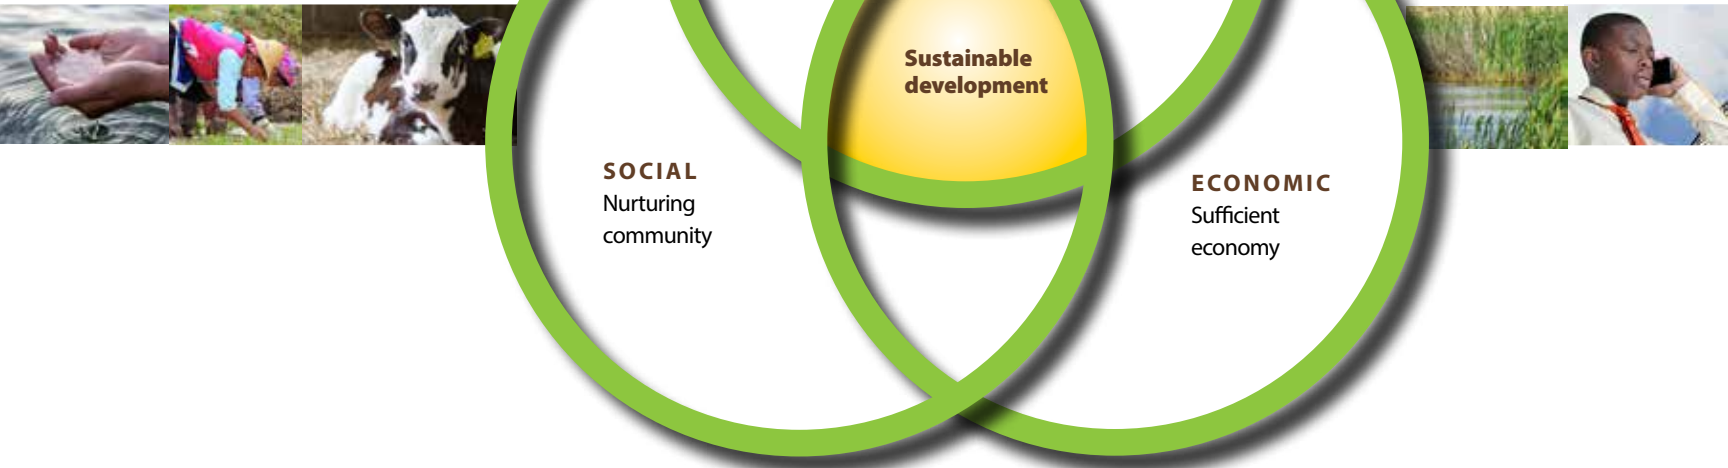 Sustainable
development
SOCIAL
Nurturing
community
ECONOMIC
Sufficient
economy